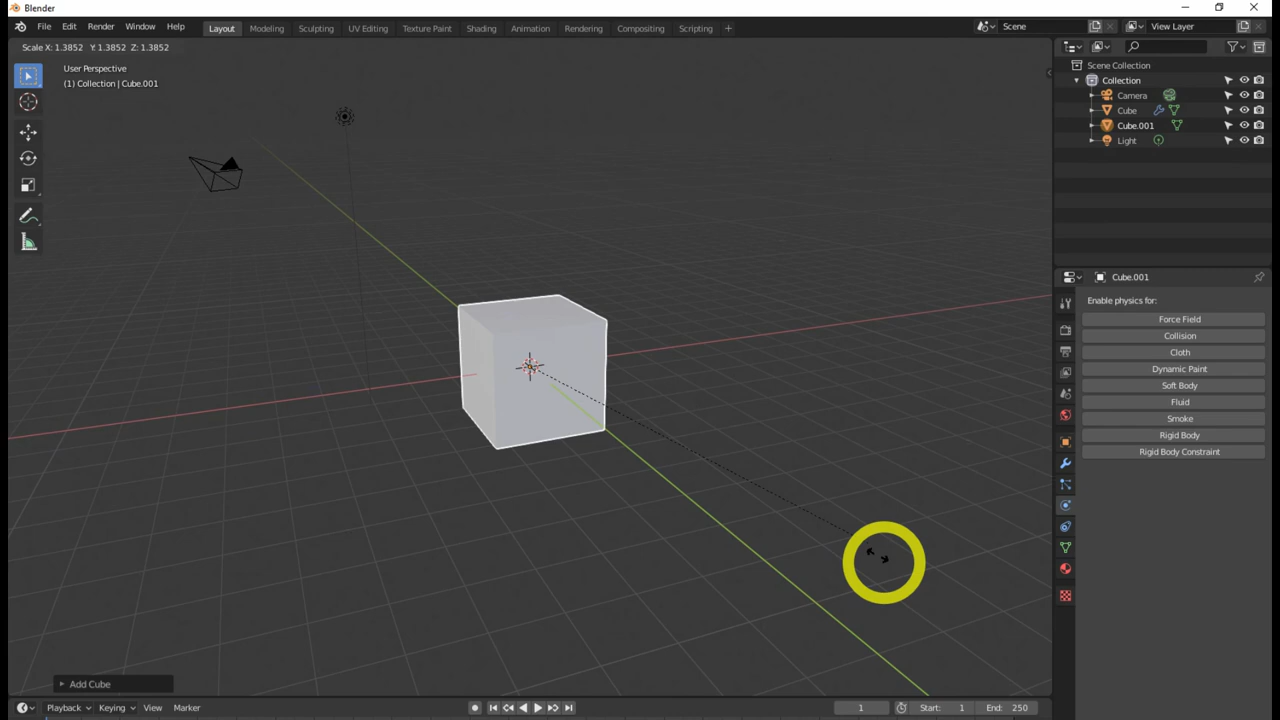 Blender
File Edit Render Window Help
Layout Modeling Sculpting UV Editing Texture Paint Shading Animation Rendering Compositing Scripting +
Scene
View Layer
Scale X: 1.3852 Y: 1.3852 Z: 1.3852
User Perspective
(1) Collection | Cube.001
Scene Collection
Collection
Camera
Cube
Cube.001
Light
Cube.001
Enable physics for:
Force Field
Collision
Cloth
Dynamic Paint
Soft Body
Fluid
Smoke
Rigid Body
Rigid Body Constraint
Add Cube
Playback Keying View Marker
1
Start: 1
End: 250